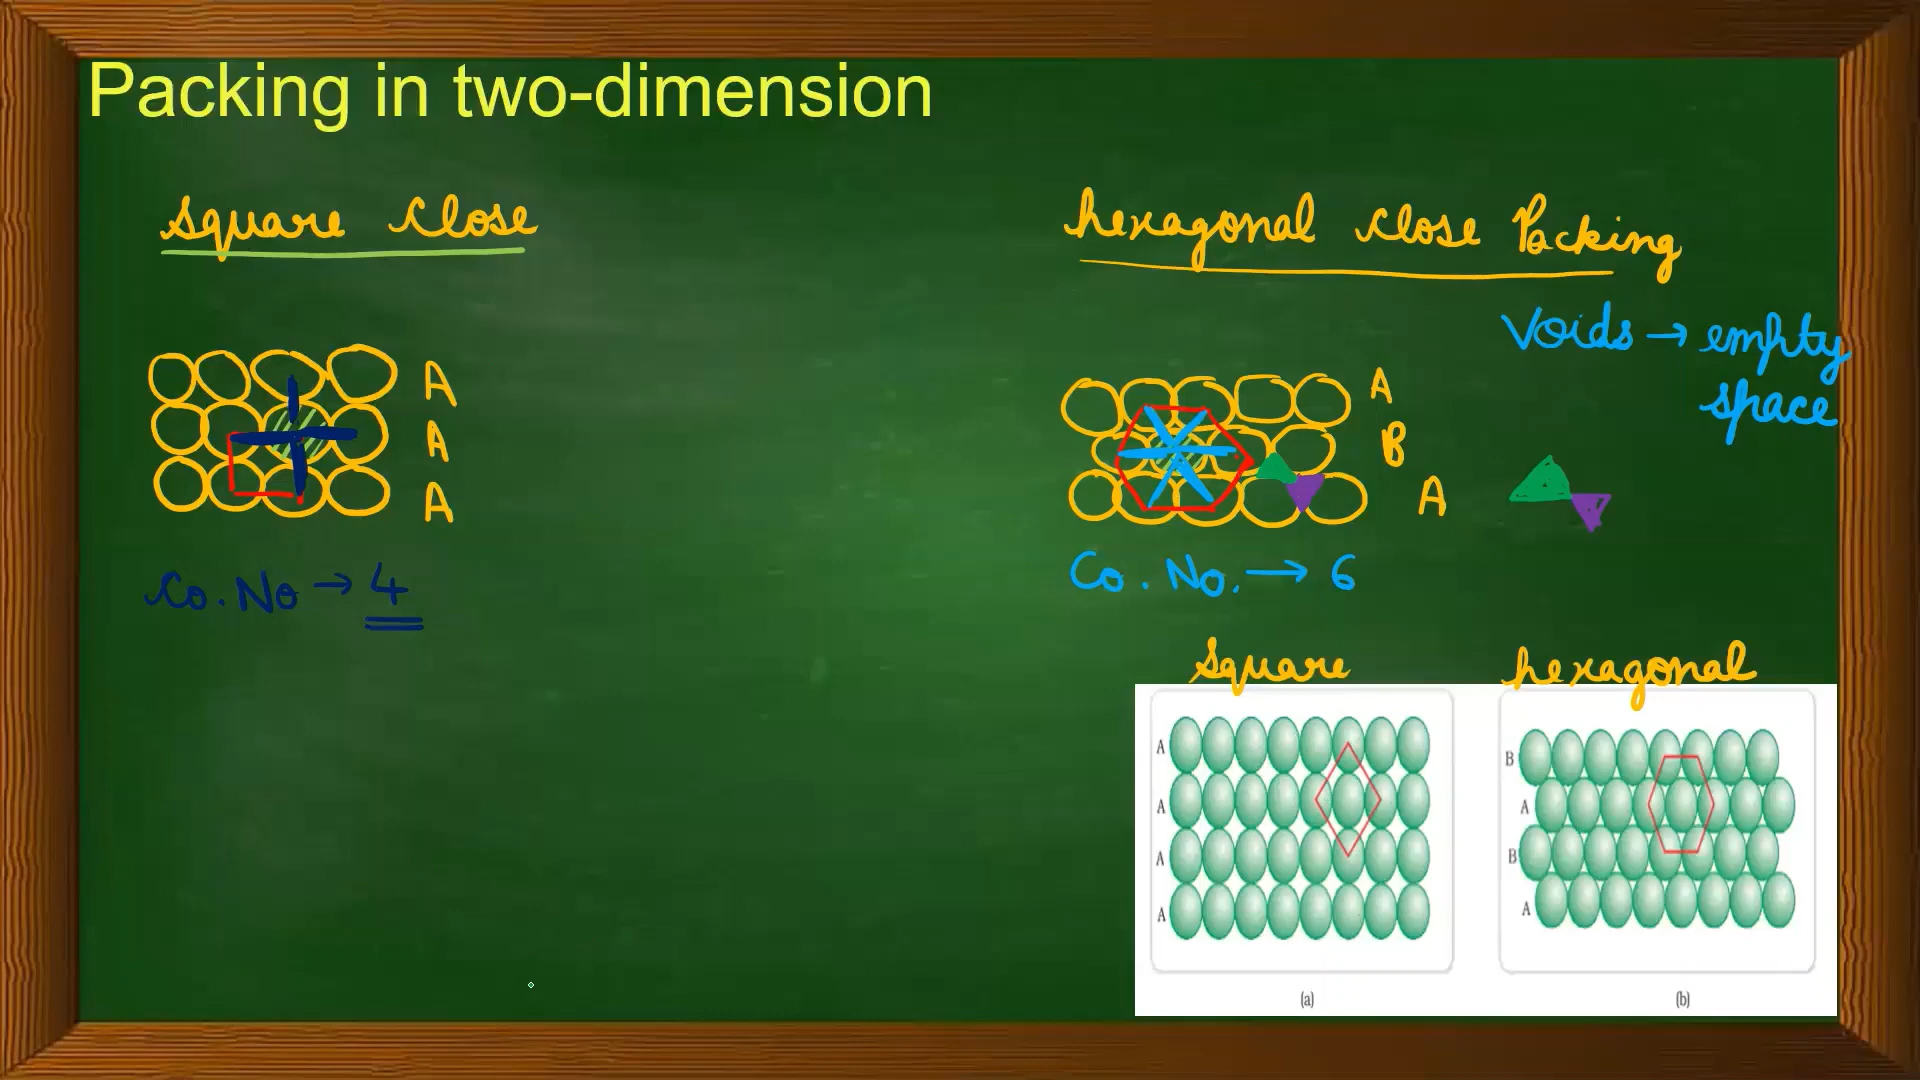 Packing in two-dimension
square close
A
A
A
Co. No → 4
hexagonal close Packing
Voids → empty
space
A
B
A
Co. No. → 6
square
hexagonal
A
A
A
A
(a)
B
A
B
A
(b)